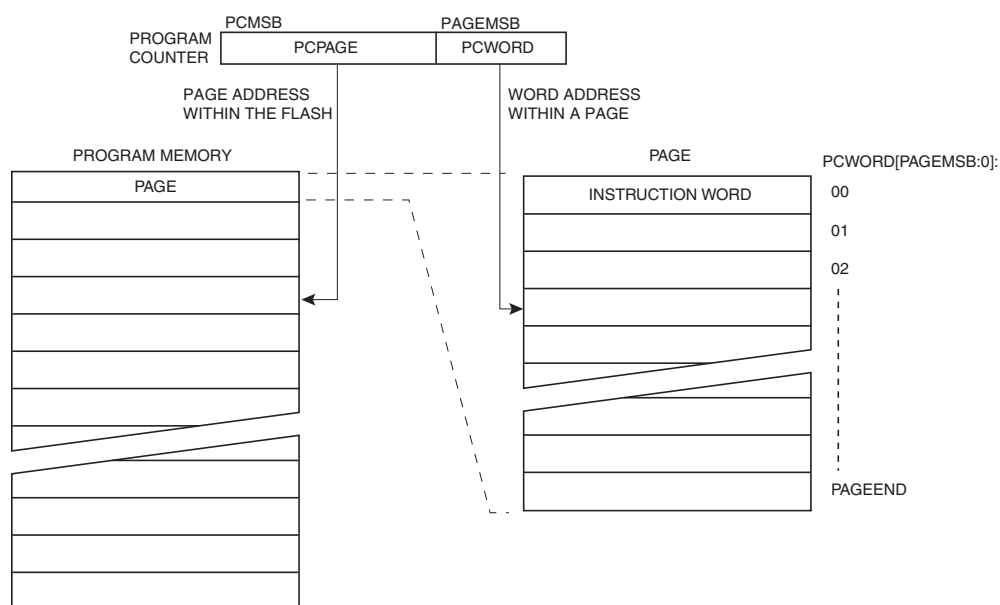 PCMSB
PAGEMSB
PROGRAM
COUNTER
PCPAGE
PCWORD
PAGE ADDRESS
WITHIN THE FLASH
WORD ADDRESS
WITHIN A PAGE
PROGRAM MEMORY
PAGE
PAGE
PCWORD[PAGEMSB:0]:
INSTRUCTION WORD
00
01
02
PAGEEND